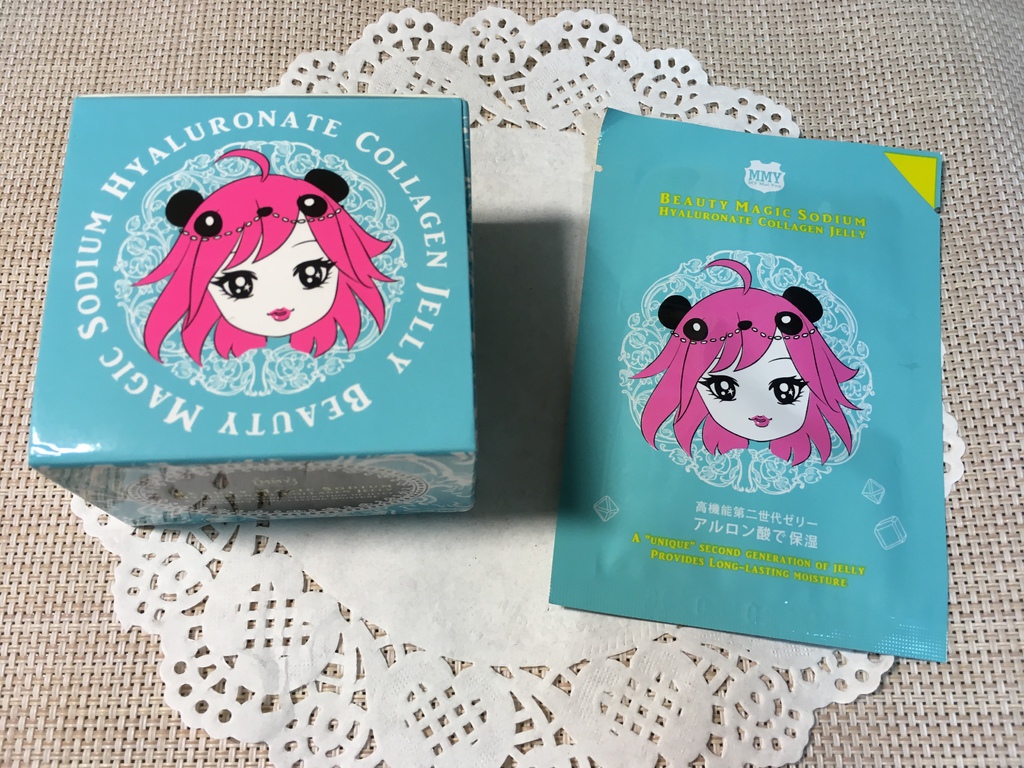 BEAUTY MAGIC SODIUM HYALURONATE COLLAGEN JELLY
MMY
BEAUTY MAGIC SODIUM
HYALURONATE COLLAGEN JELLY
高機能第二世代ゼリー
アルロン酸で保湿
A "UNIQUE" SECOND GENERATION OF JELLY
PROVIDES LONG-LASTING MOISTURE